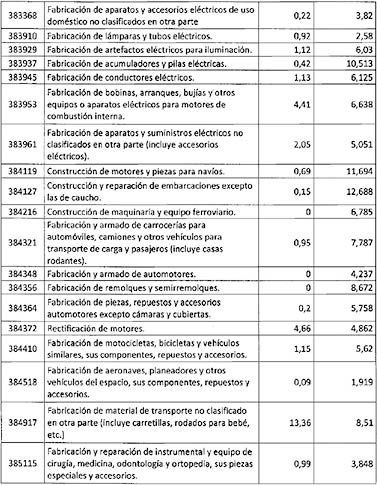 383368 Fabricación de aparatos y accesorios eléctricos de uso
doméstico no clasificados en otra parte 0,22 3,82
383910 Fabricación de lámparas y tubos eléctricos. 0,92 2,58
383929 Fabricación de artefactos eléctricos para iluminación. 1,12 6,03
383937 Fabricación de acumuladores y pilas eléctricas. 0,42 10,513
383945 Fabricación de conductores eléctricos. 1,13 6,125
383953 Fabricación de bobinas, arranques, bujías y otros
equipos o aparatos eléctricos para motores de
combustión interna. 4,41 6,638
383961 Fabricación de aparatos y suministros eléctricos no
clasificados en otra parte (incluye accesorios
eléctricos). 2,05 5,051
384119 Construcción de motores y piezas para navíos. 0,69 11,694
384127 Construcción y reparación de embarcaciones excepto
las de caucho. 0,15 12,688
384216 Construcción de maquinaria y equipo ferroviario. 0 6,785
384321 Fabricación y armado de carrocerías para
automóviles, camiones y otros vehículos para
transporte de carga y pasajeros (incluye casas
rodantes). 0,95 7,787
384348 Fabricación y armado de automotores. 0 4,237
384356 Fabricación de remolques y semirremolques. 0 8,672
384364 Fabricación de piezas, repuestos y accesorios
automotores excepto cámaras y cubiertas. 0,2 5,758
384372 Rectificación de motores. 4,66 4,862
384410 Fabricación de motocicletas, bicicletas y vehículos
similares, sus componentes, repuestos y accesorios. 1,15 5,62
384518 Fabricación de aeronaves, planeadores y otros
vehículos del espacio, sus componentes, repuestos y
accesorios. 0,09 1,919
384917 Fabricación de material de transporte no clasificado
en otra parte (incluye carretillas, rodados para bebé,
etc.) 13,36 8,51
385115 Fabricación y reparación de instrumental y equipo de
cirugía, medicina, odontología y ortopedia, sus piezas
especiales y accesorios. 0,99 3,848